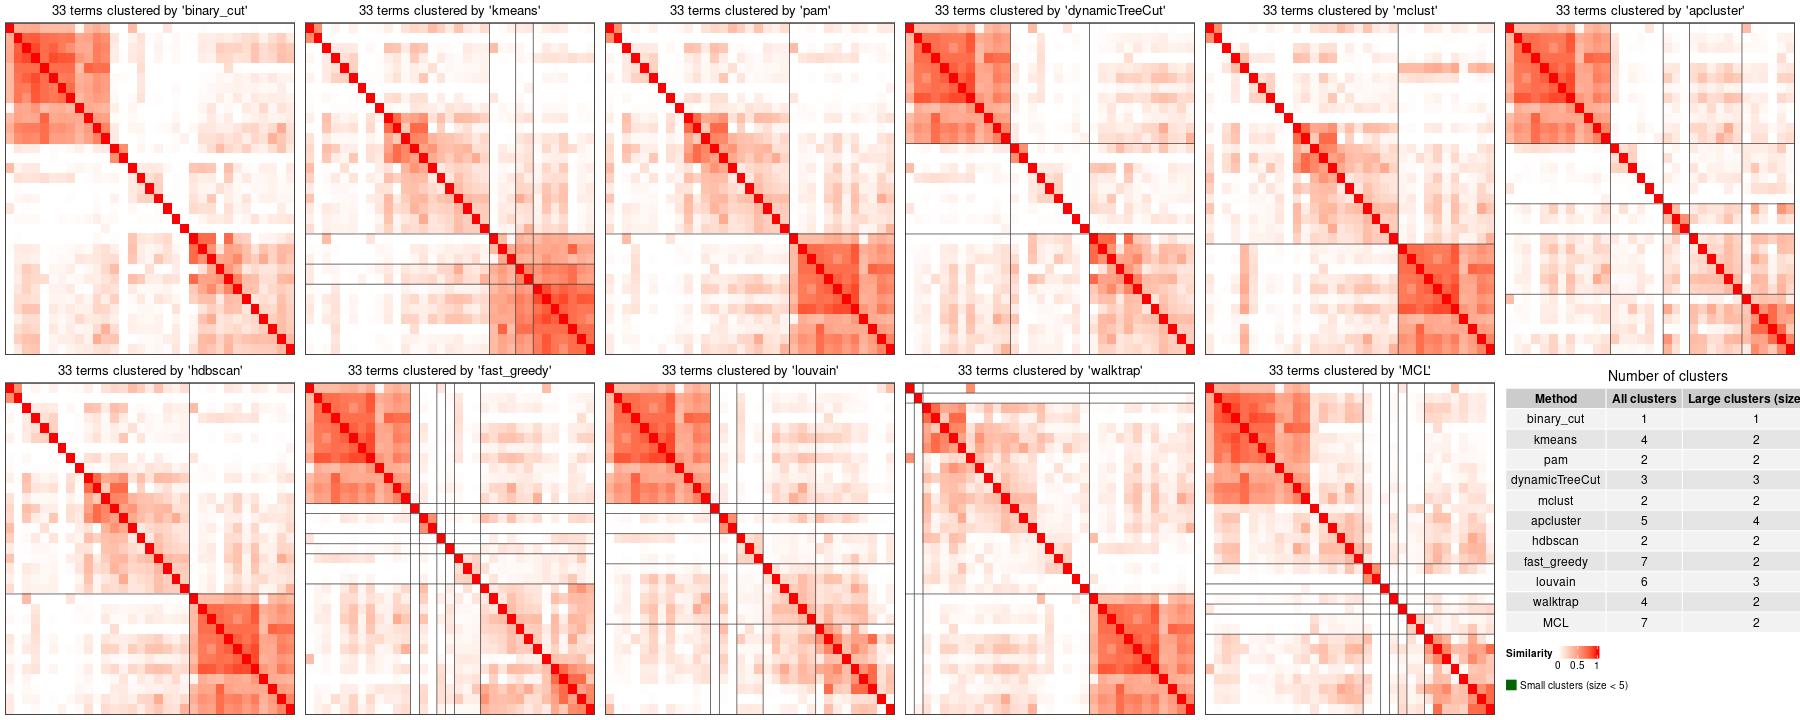 33 terms clustered by 'binary_cut'
33 terms clustered by 'kmeans'
33 terms clustered by 'pam'
33 terms clustered by 'dynamicTreeCut'
33 terms clustered by 'mclust'
33 terms clustered by 'apcluster'
33 terms clustered by 'hdbscan'
33 terms clustered by 'fast_greedy'
33 terms clustered by 'louvain'
33 terms clustered by 'walktrap'
33 terms clustered by 'MCL'
Number of clusters
Method All clusters Large clusters (size
binary_cut 1 1
kmeans 4 2
pam 2 2
dynamicTreeCut 3 3
mclust 2 2
apcluster 5 4
hdbscan 2 2
fast_greedy 7 2
louvain 6 3
walktrap 4 2
MCL 7 2
Similarity
0 0.5 1
Small clusters (size < 5)